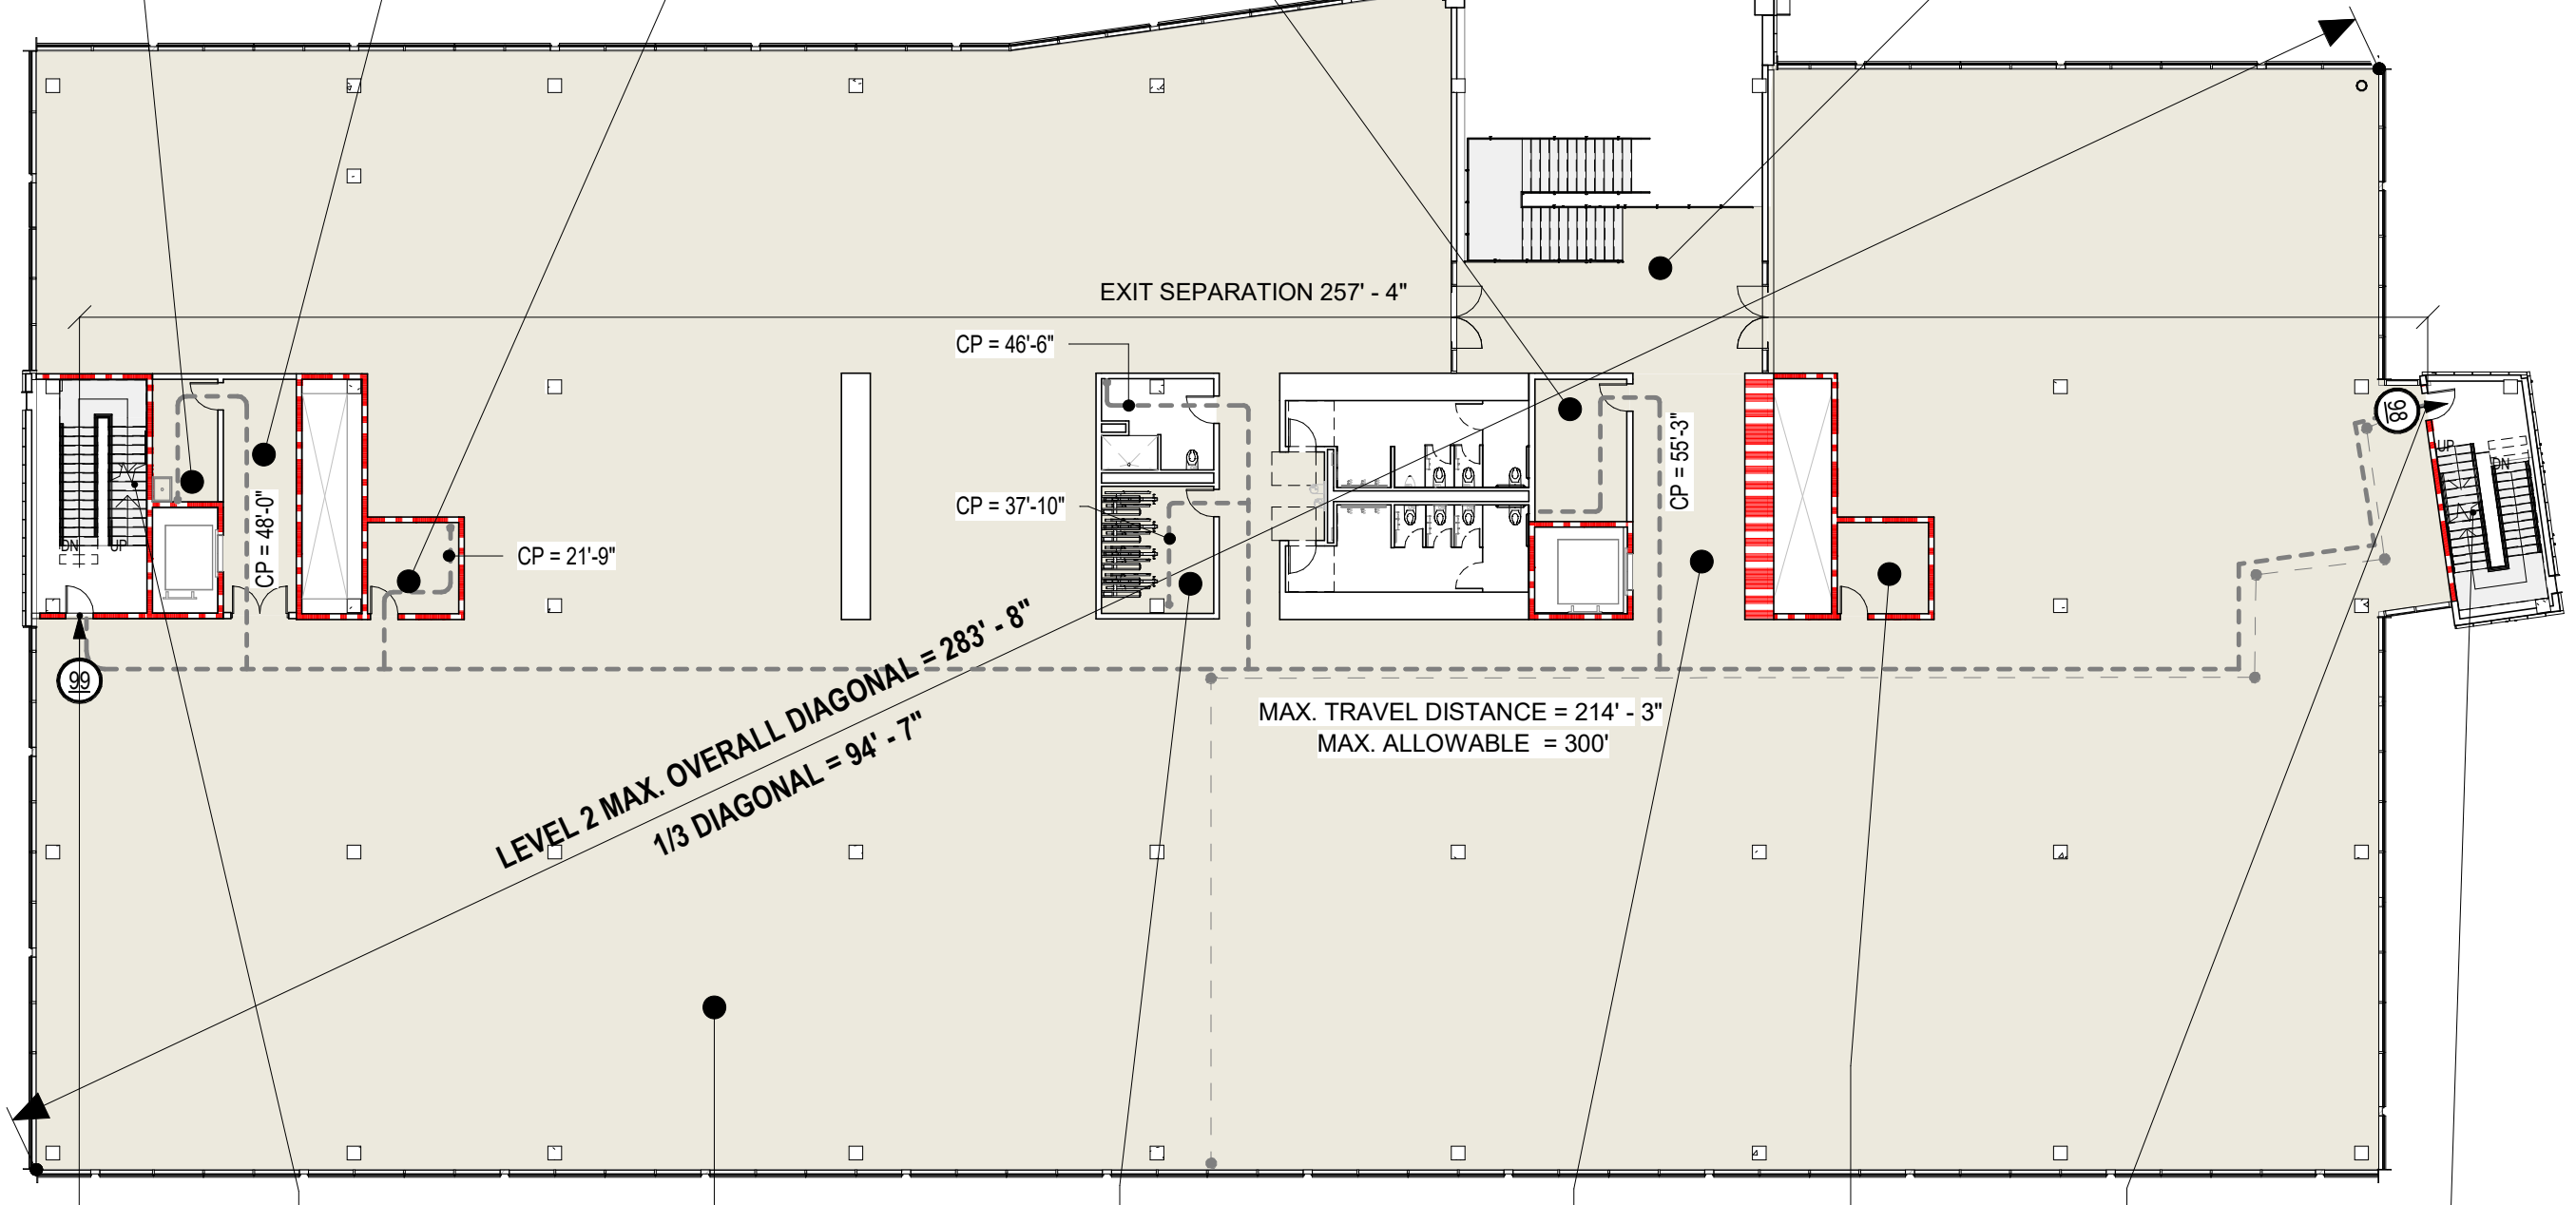 EXIT SEPARATION 257' - 4"
CP = 46'-6"
CP = 55'-3"
98
UP
DN
CP = 48'-0"
CP = 37'-10"
DN
UP
CP = 21'-9"
99
LEVEL 2 MAX. OVERALL DIAGONAL = 283' - 8"
1/3 DIAGONAL = 94' - 7"
MAX. TRAVEL DISTANCE = 214' - 3"
MAX. ALLOWABLE = 300'